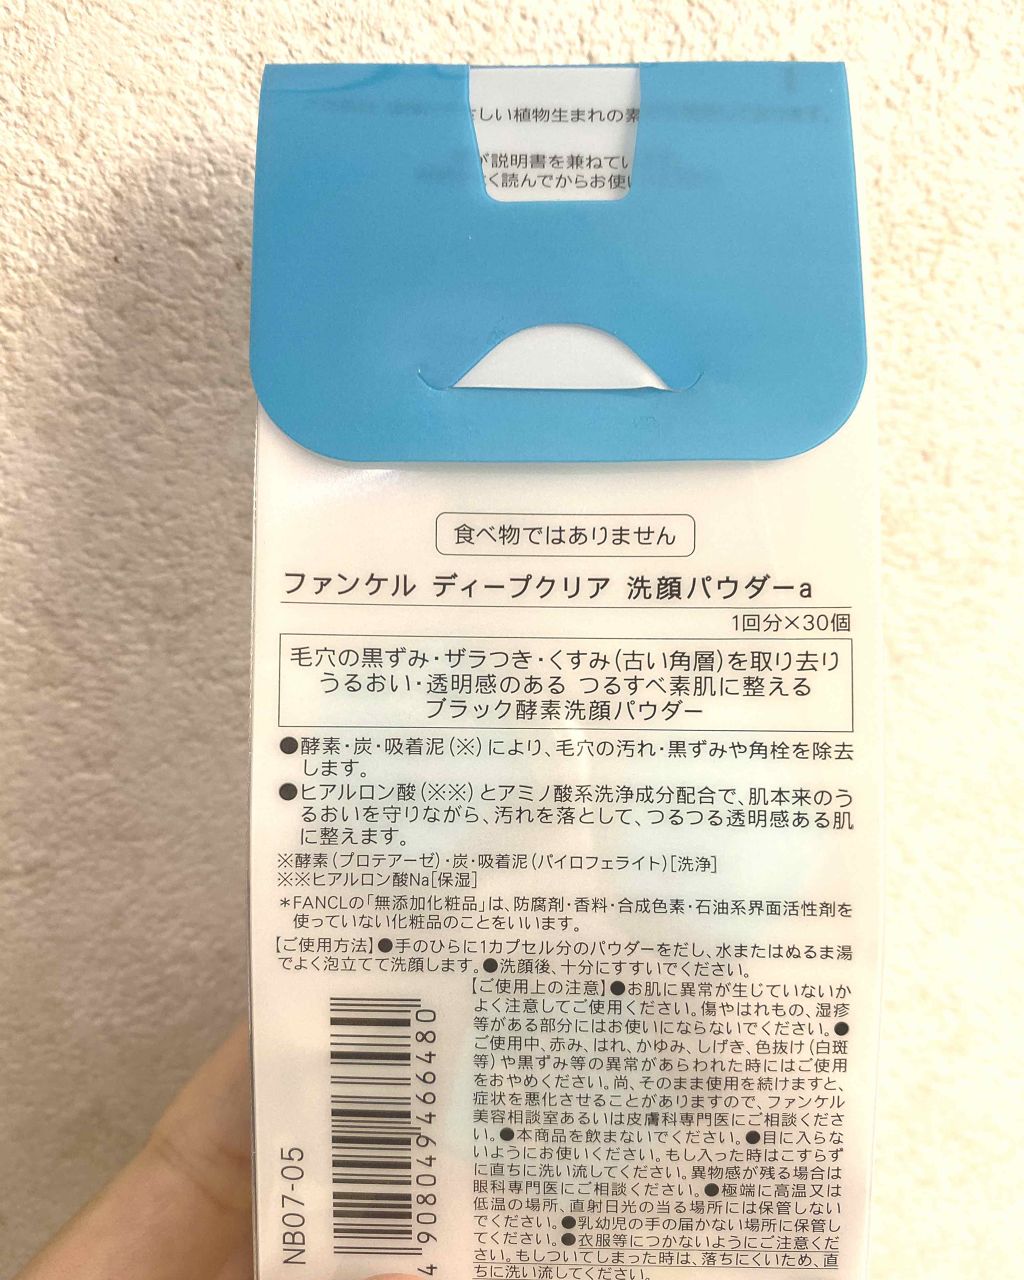 しい植物生まれの素
説明書を兼ねてい
く読んでからお使い
食べ物ではありません
ファンケル ディープクリア 洗顔パウダーa
1回分×30個
毛穴の黒ずみ・ザラつき・くすみ(古い角層)を取り去り
うるおい・透明感のある つるすべ素肌に整える
ブラック酵素洗顔パウダー
●酵素・炭・吸着泥(※)により、毛穴の汚れ・黒ずみや角栓を除去
します。
●ヒアルロン酸(※※)とアミノ酸系洗浄成分配合で、肌本来のう
るおいを守りながら、汚れを落として、つるつる透明感ある肌
に整えます。
※酵素(プロテアーゼ)・炭・吸着泥(パイロフェライト)[洗浄]
※※ヒアルロン酸Na[保湿]
*FANCLの「無添加化粧品」は、防腐剤・香料・合成色素・石油系界面活性剤を
使っていない化粧品のことをいいます。
【ご使用方法】●手のひらに1カプセル分のパウダーをだし、水またはぬるま湯
でよく泡立てて洗顔します。●洗顔後、十分にすすいでください。
【ご使用上の注意】●お肌に異常が生じていないか
よく注意してご使用ください。傷やはれもの、湿疹
等がある部分にはお使いにならないでください。●
ご使用中、赤み、はれ、かゆみ、しげき、色抜け(白斑
等)や黒ずみ等の異常があらわれた時にはご使用
をおやめください。尚、そのまま使用を続けますと、
症状を悪化させることがありますので、ファンケル
美容相談室あるいは皮膚科専門医にご相談くださ
い。●本商品を飲まないでください。●目に入らな
いようにお使いください。もし入った時はこすらず
に直ちに洗い流してください。異物感が残る場合は
眼科専門医にご相談ください。●極端に高温又は
低温の場所、直射日光の当る場所には保管しない
でください。●乳幼児の手の届かない場所に保管し
てください。●衣服等につかないようにご注意くだ
さい。もしついてしまった時は、落ちにくいため、直
ちに洗い流してください。
4 908049 466480
NB07-05